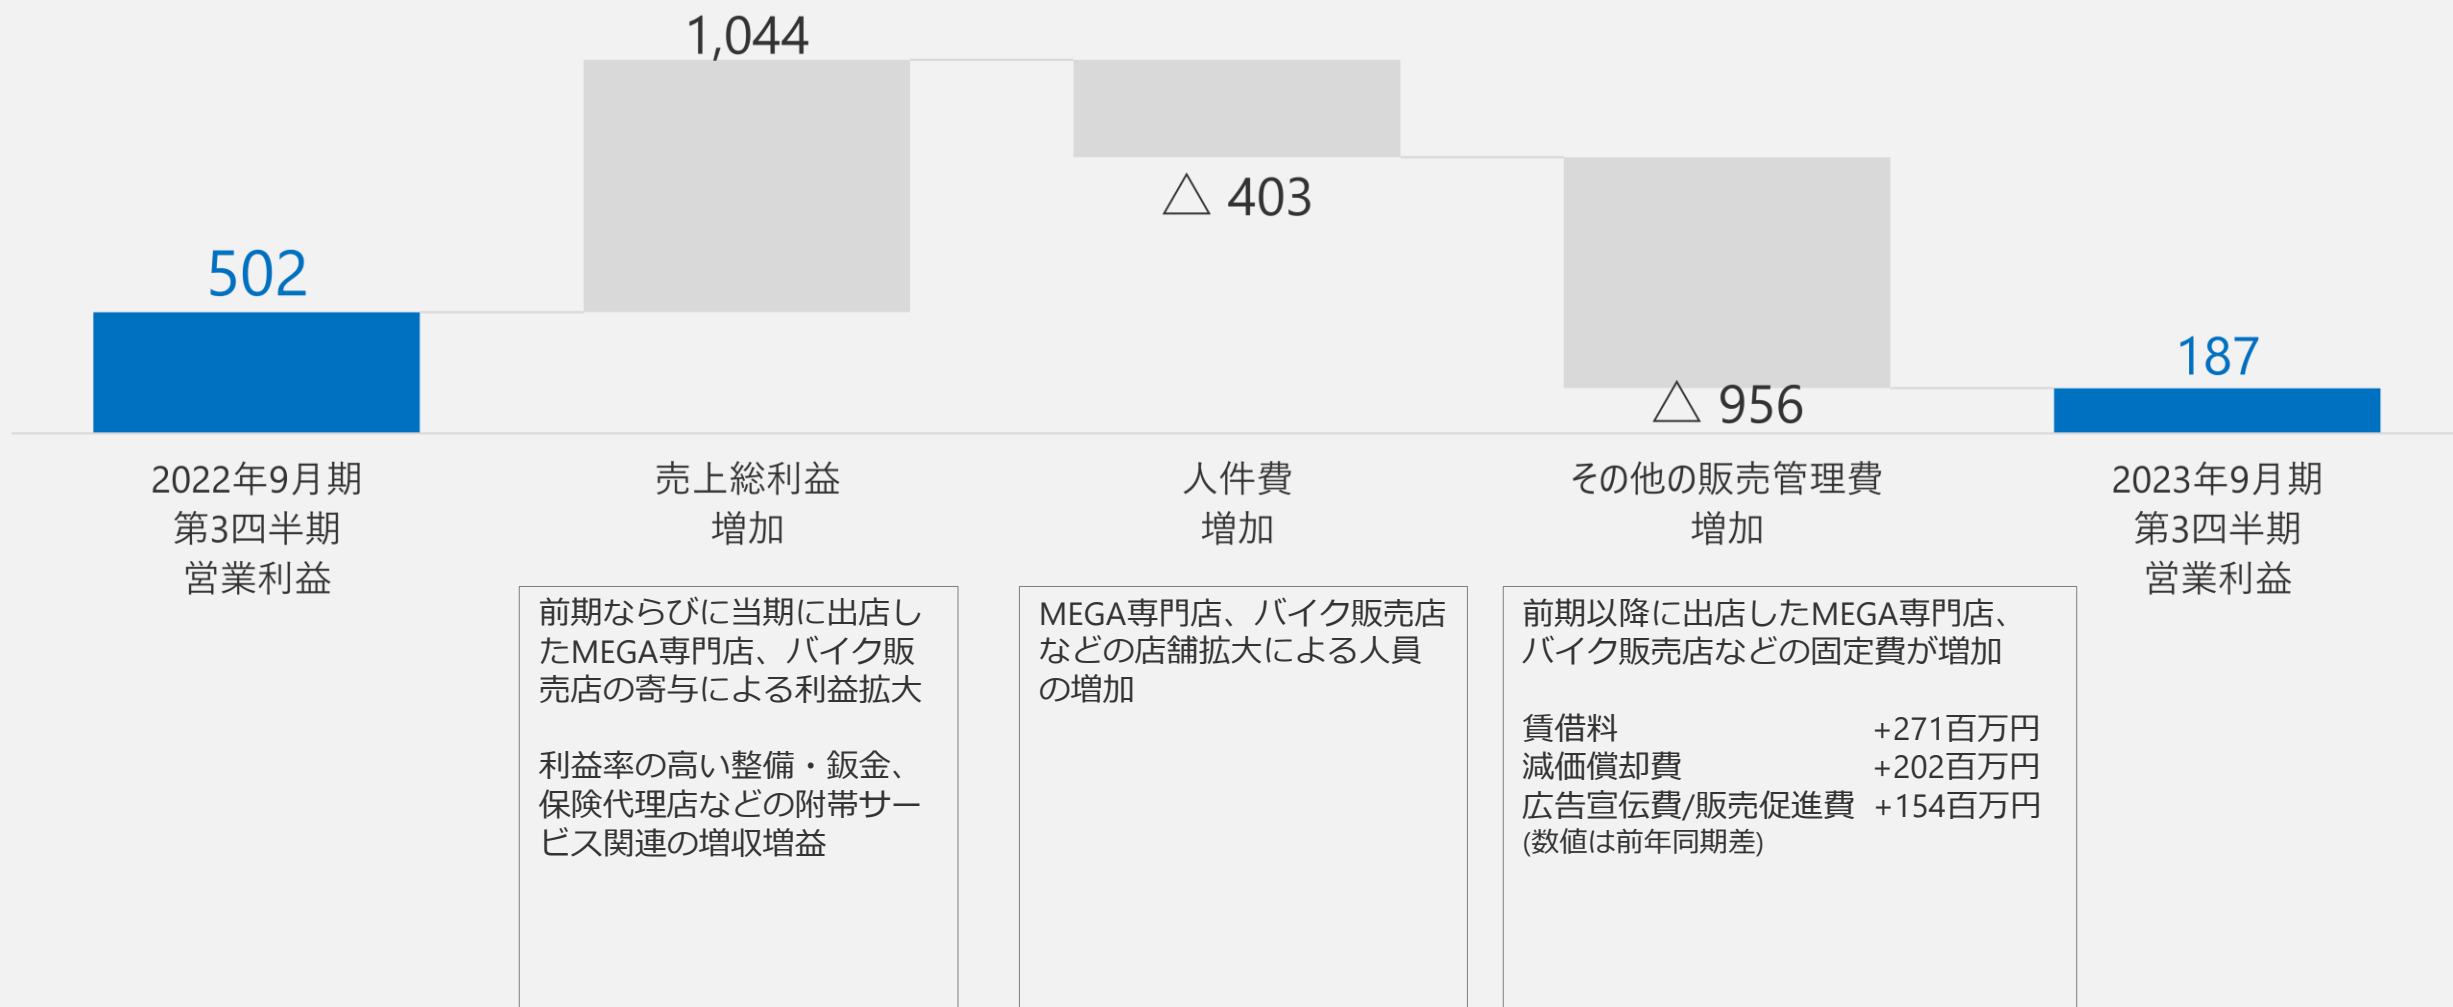 1,044
△ 403
502
187
△ 956
2022年9月期
第3四半期
営業利益
売上総利益
増加
人件費
増加
その他の販売管理費
増加
2023年9月期
第3四半期
営業利益
前期ならびに当期に出店し
たMEGA専門店、バイク販
売店の寄与による利益拡大
利益率の高い整備・鈑金、
保険代理店などの附帯サー
ビス関連の増収増益
MEGA専門店、バイク販売店
などの店舗拡大による人員
の増加
前期以降に出店したMEGA専門店、
バイク販売店などの固定費が増加
賃借料 +271百万円
減価償却費 +202百万円
広告宣伝費/販売促進費 +154百万円
(数値は前年同期差)